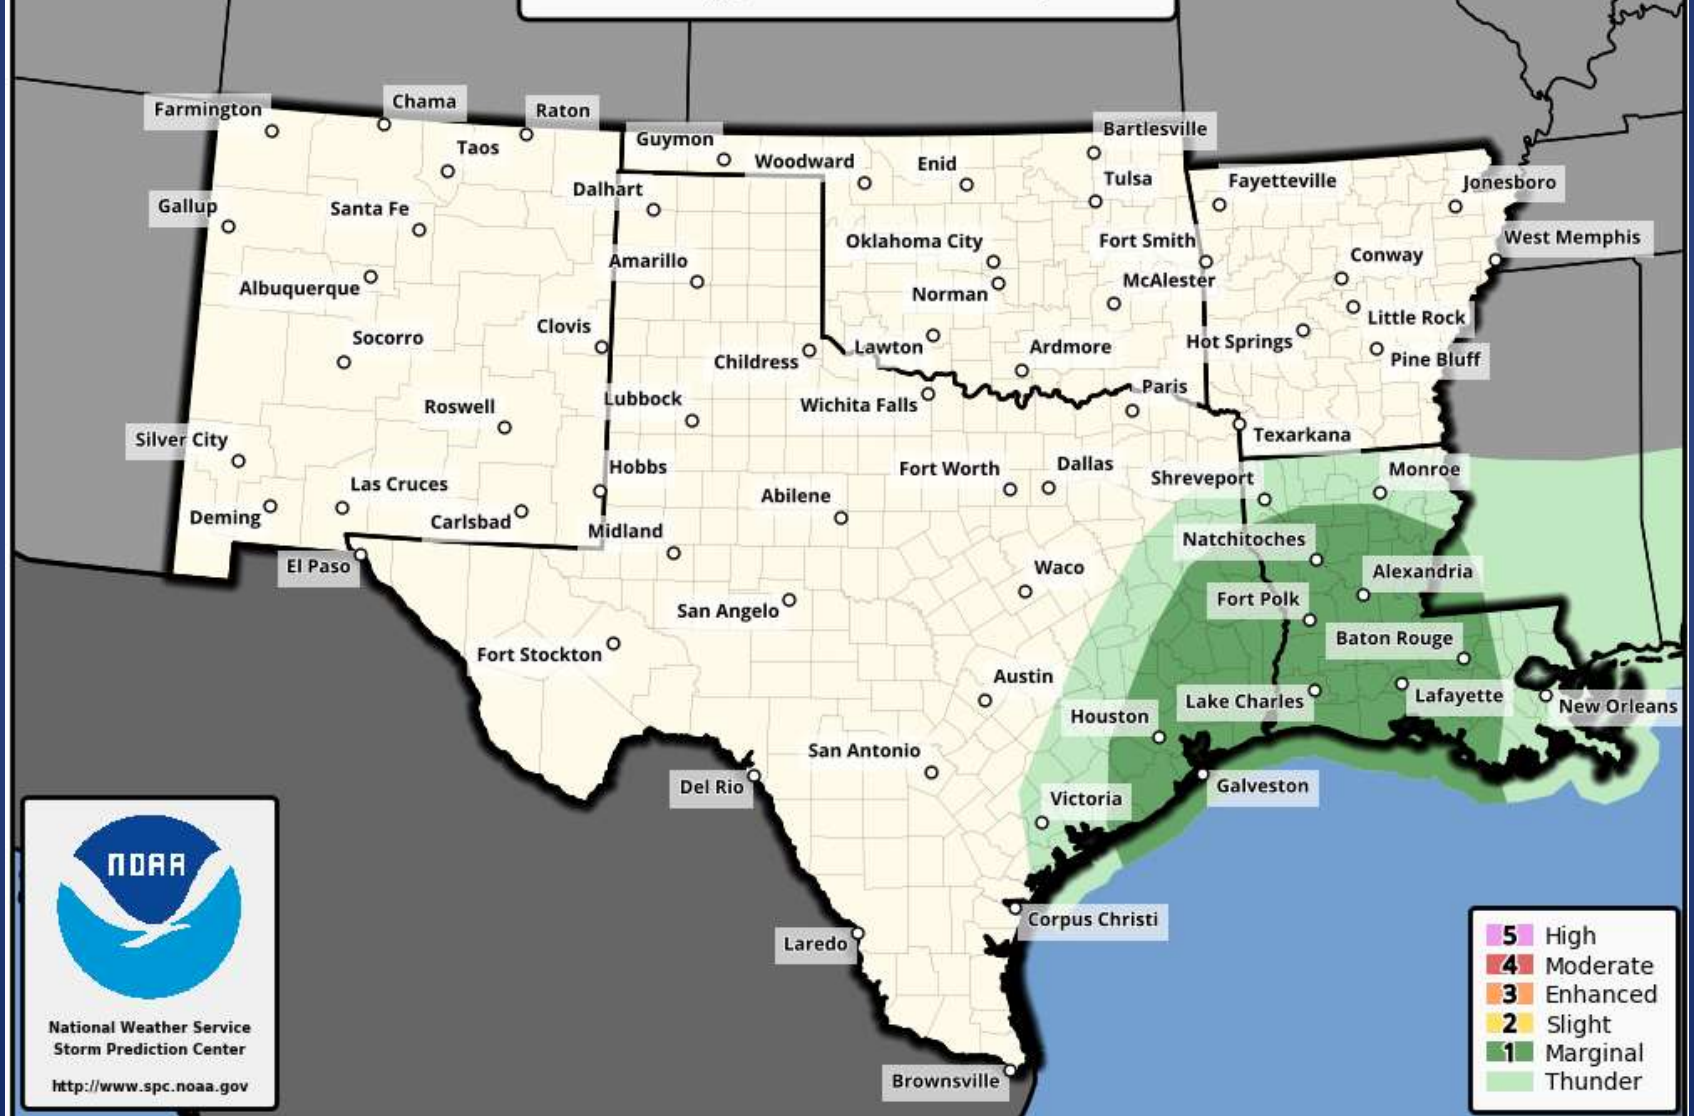 Farmington
Chama
Raton
Guymon
Bartlesville
Taos
Woodward
Enid
Tulsa
Fayetteville
Jonesboro
Dalhart
Gallup
Santa Fe
Oklahoma City
Fort Smith
West Memphis
Amarillo
Conway
Albuquerque
Norman
McAlester
Little Rock
Clovis
Socorro
Childress
Lawton
Ardmore
Hot Springs
Pine Bluff
Roswell
Lubbock
Wichita Falls
Paris
Silver City
Texarkana
Hobbs
Fort Worth
Dallas
Shreveport
Monroe
Las Cruces
Abilene
Deming
Carlsbad
Midland
Natchitoches
El Paso
Waco
Alexandria
San Angelo
Fort Polk
Baton Rouge
Fort Stockton
Austin
Lake Charles
Lafayette
New Orleans
Houston
San Antonio
Del Rio
Victoria
Galveston
Corpus Christi
Laredo
Brownsville
NOAA
National Weather Service
Storm Prediction Center
http://www.spc.noaa.gov
5 High
4 Moderate
3 Enhanced
2 Slight
1 Marginal
Thunder